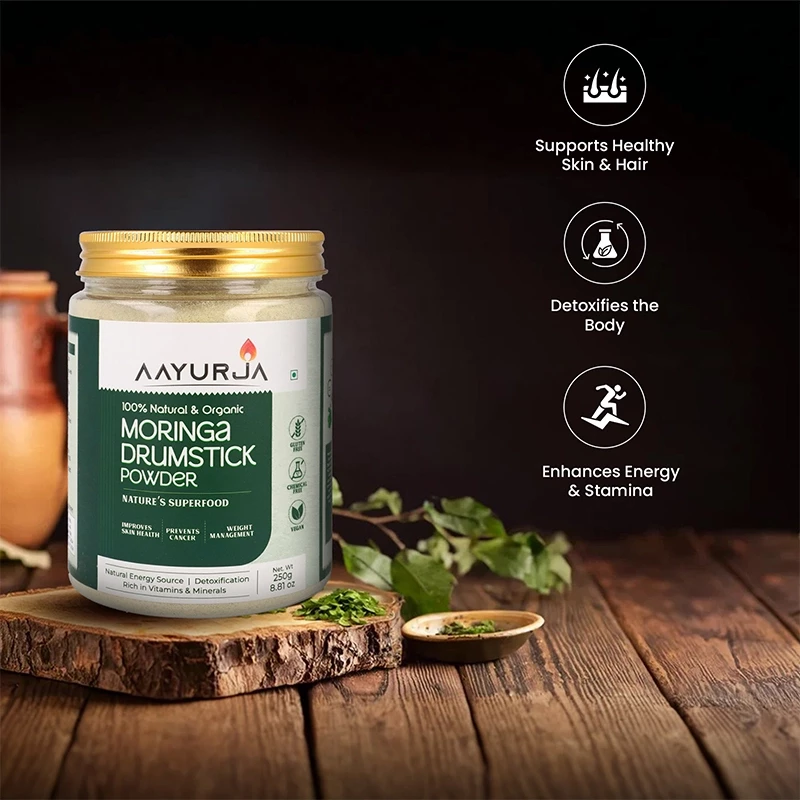 Supports Healthy
Skin & Hair
Detoxifies the
Body
Enhances Energy
& Stamina
AAYURJA
100% Natural & Organic
MORINGA
DRUMSTICK
POWDER
NATURE'S SUPERFOOD
IMPROVES
SKIN HEALTH
PREVENTS
CANCER
WEIGHT
MANAGEMENT
GLUTEN
FREE
CHEMICAL
FREE
VEGAN
Natural Energy Source | Detoxification
Rich in Vitamins & Minerals
Net. Wt
250g
8.81 oz